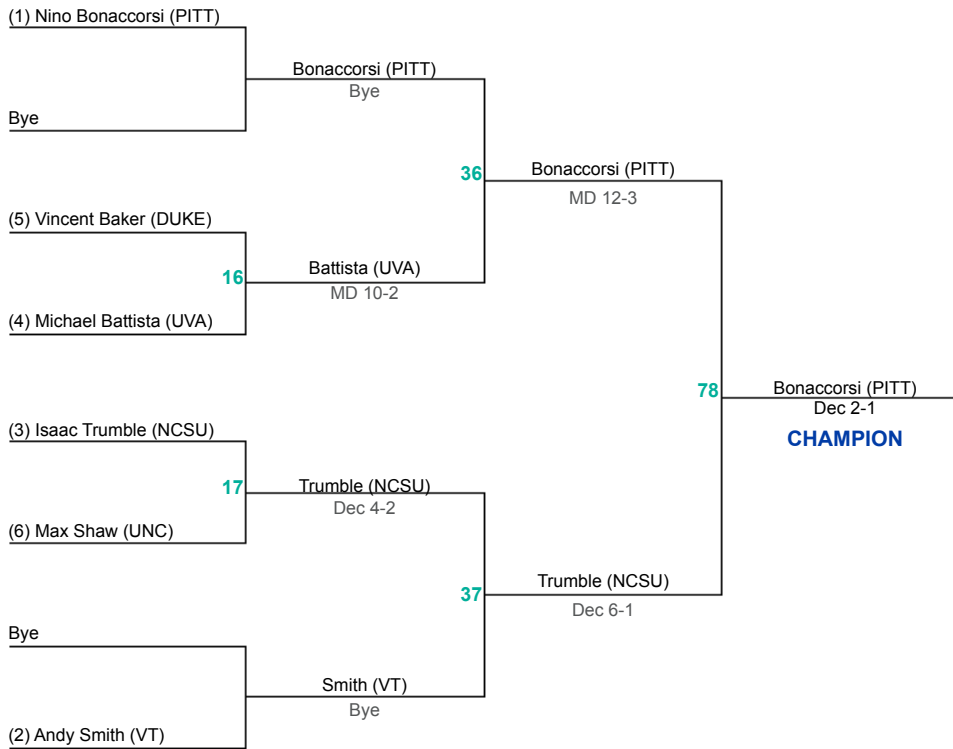 (1) Nino Bonaccorsi (PITT)
Bonaccorsi (PITT)
Bye
Bye
36
Bonaccorsi (PITT)
MD 12-3
(5) Vincent Baker (DUKE)
16
Battista (UVA)
MD 10-2
(4) Michael Battista (UVA)
78
Bonaccorsi (PITT)
Dec 2-1
CHAMPION
(3) Isaac Trumble (NCSU)
17
Trumble (NCSU)
Dec 4-2
(6) Max Shaw (UNC)
37
Trumble (NCSU)
Dec 6-1
Bye
Smith (VT)
Bye
(2) Andy Smith (VT)